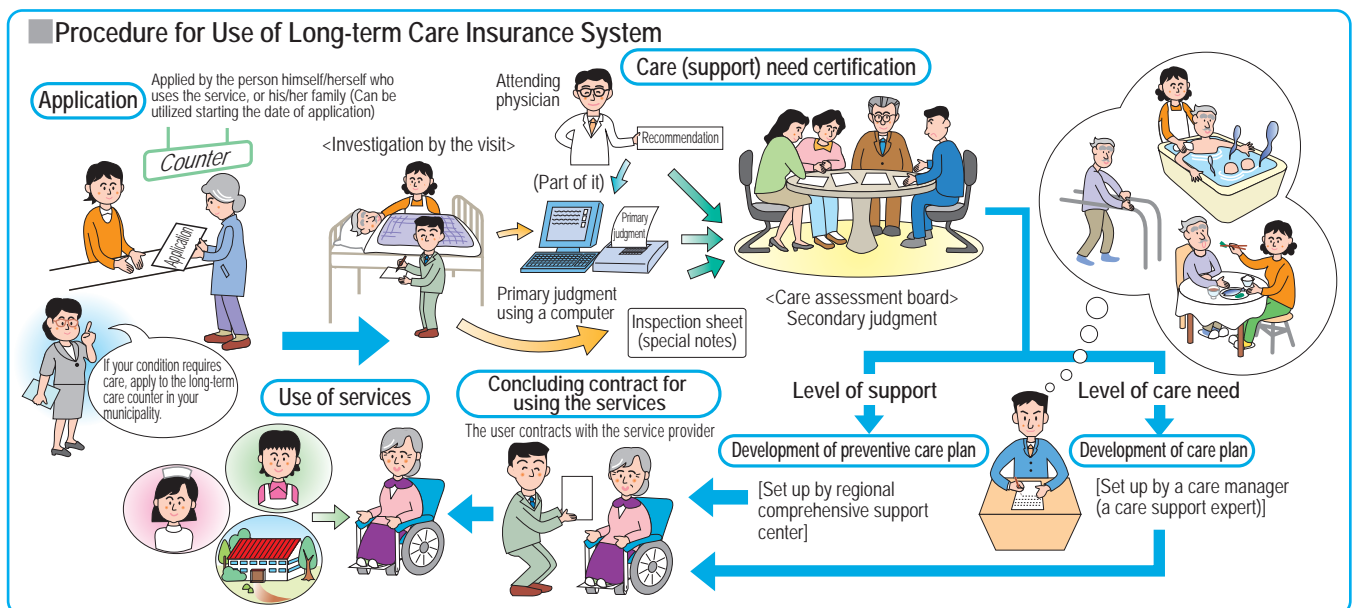 Procedure for Use of Long-term Care Insurance System
Application
Applied by the person himself/herself who
uses the service, or his/her family (Can be
utilized starting the date of application)
Counter
Application
If your condition requires
care, apply to the long-term
care counter in your
municipality.
<Investigation by the visit>
Attending
physician
Recommendation
(Part of it)
Primary
judgment
Primary judgment
using a computer
Inspection sheet
(special notes)
Care (support) need certification
<Care assessment board>
Secondary judgment
Level of support
Development of preventive care plan
[Set up by regional
comprehensive support
center]
Level of care need
Development of care plan
[Set up by a care manager
(a care support expert)]
Concluding contract for
using the services
The user contracts with the service provider
Use of services